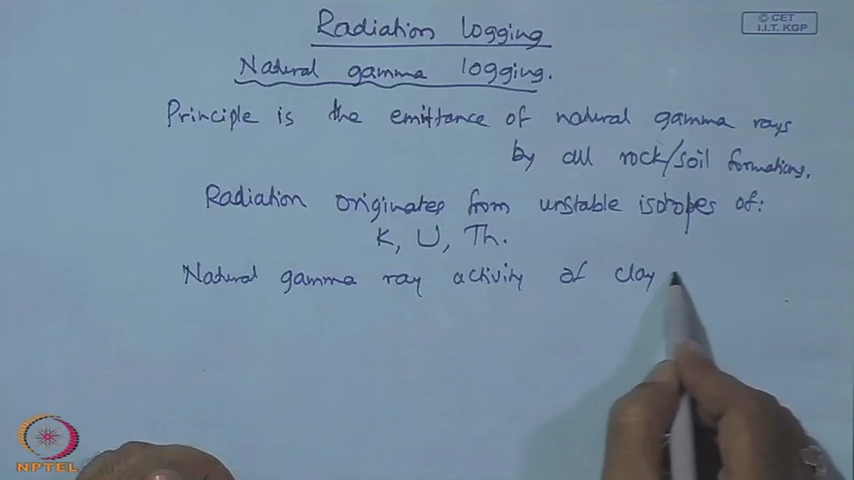 Radiation logging
© CET
I.I.T. KGP
Natural gamma logging.
Principle is the emittance of natural gamma rays
by all rock/soil formations.
Radiation originates from unstable isotopes of:
K, U, Th.
Natural gamma ray activity of clay
NPTEL